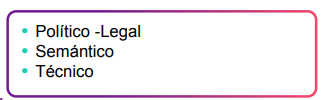 • Político -Legal
• Semántico
• Técnico